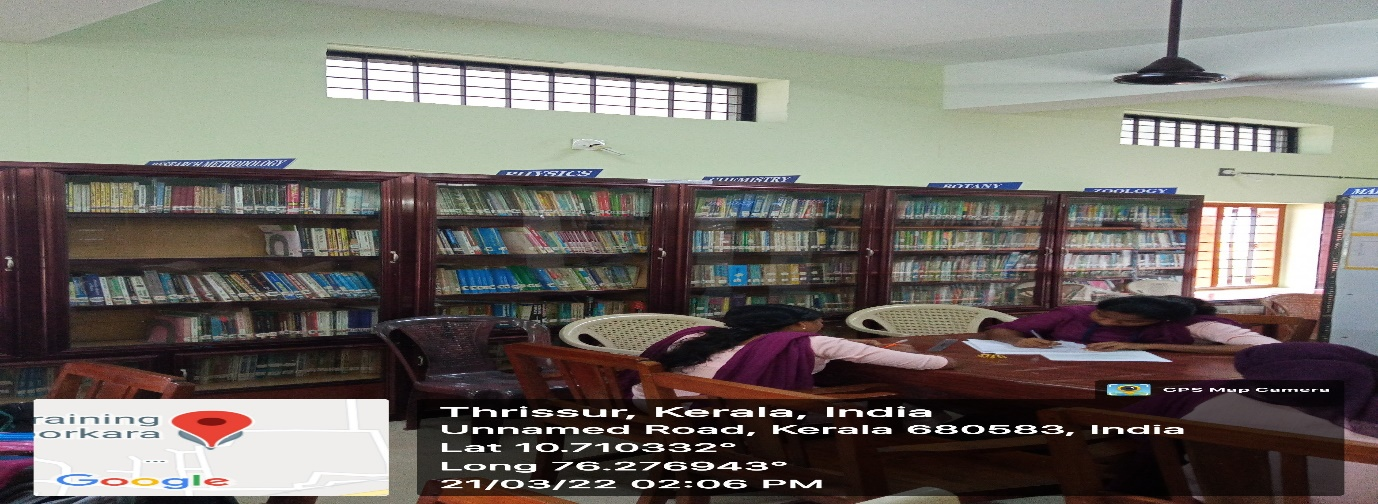 RESEARCH METHODOLOGY
PHYSICS
CHEMISTRY
BOTANY
ZOOLOGY
MA
GPS Map Camera
raining
orkara
Google
Thrissur, Kerala, India
Unnamed Road, Kerala 680583, India
Lat 10.710332°
Long 76.276943°
21/03/22 02:06 PM